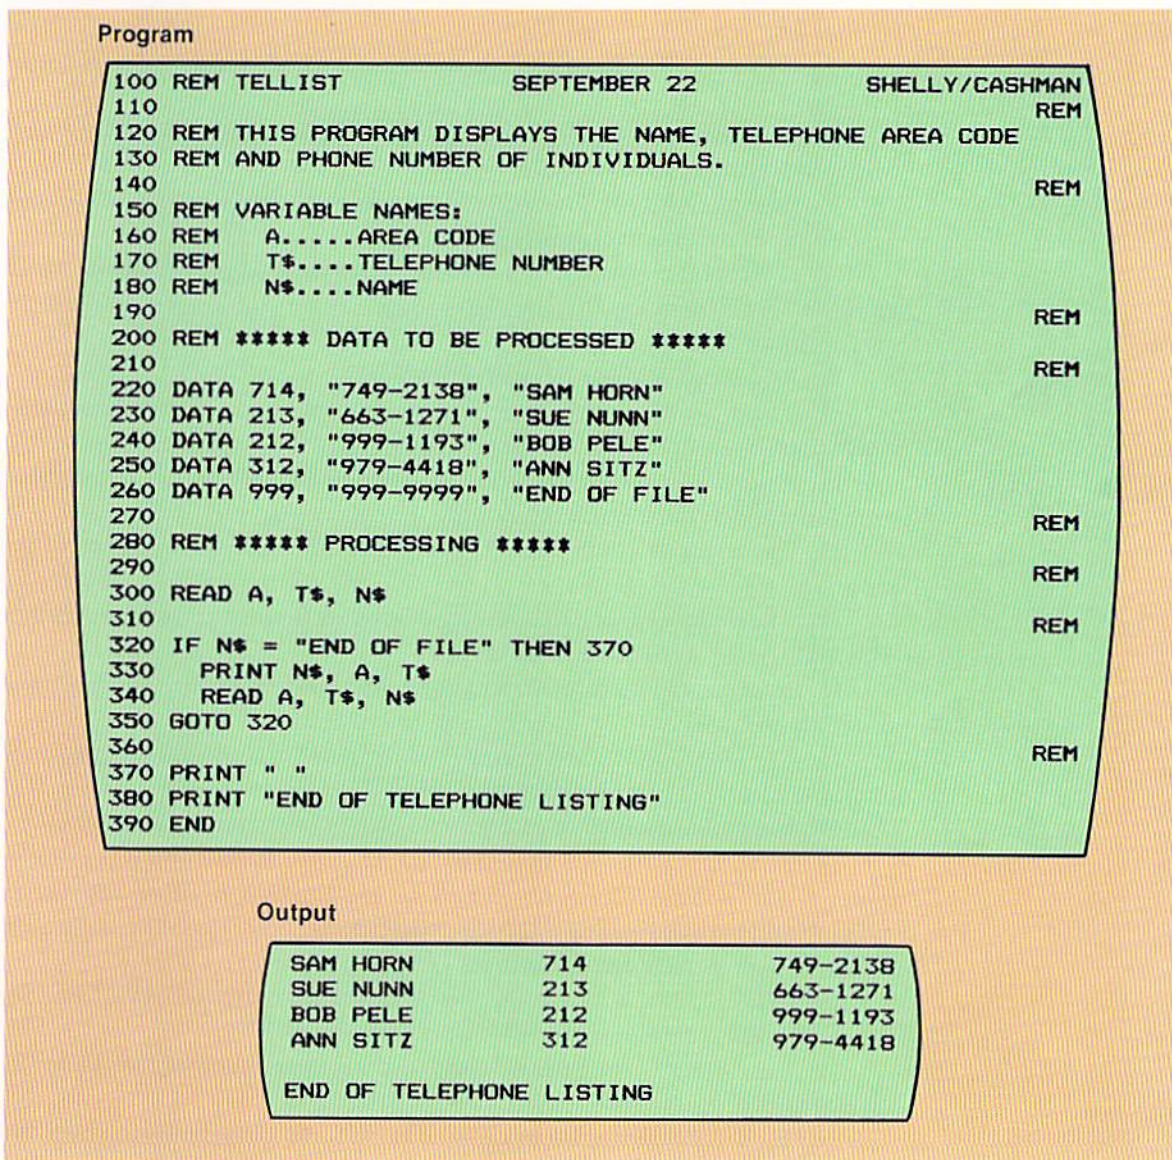 Program
100 REM TELLIST SEPTEMBER 22 SHELLY/CASHMAN
110 REM
120 REM THIS PROGRAM DISPLAYS THE NAME, TELEPHONE AREA CODE
130 REM AND PHONE NUMBER OF INDIVIDUALS.
140 REM
150 REM VARIABLE NAMES:
160 REM A.....AREA CODE
170 REM T$....TELEPHONE NUMBER
180 REM N$....NAME
190 REM
200 REM ***** DATA TO BE PROCESSED *****
210 REM
220 DATA 714, "749-2138", "SAM HORN"
230 DATA 213, "663-1271", "SUE NUNN"
240 DATA 212, "999-1193", "BOB PELE"
250 DATA 312, "979-4418", "ANN SITZ"
260 DATA 999, "999-9999", "END OF FILE"
270 REM
280 REM ***** PROCESSING *****
290 REM
300 READ A, T$, N$
310 REM
320 IF N$ = "END OF FILE" THEN 370
330 PRINT N$, A, T$
340 READ A, T$, N$
350 GOTO 320
360 REM
370 PRINT " "
380 PRINT "END OF TELEPHONE LISTING"
390 END
Output
SAM HORN 714 749-2138
SUE NUNN 213 663-1271
BOB PELE 212 999-1193
ANN SITZ 312 979-4418
END OF TELEPHONE LISTING